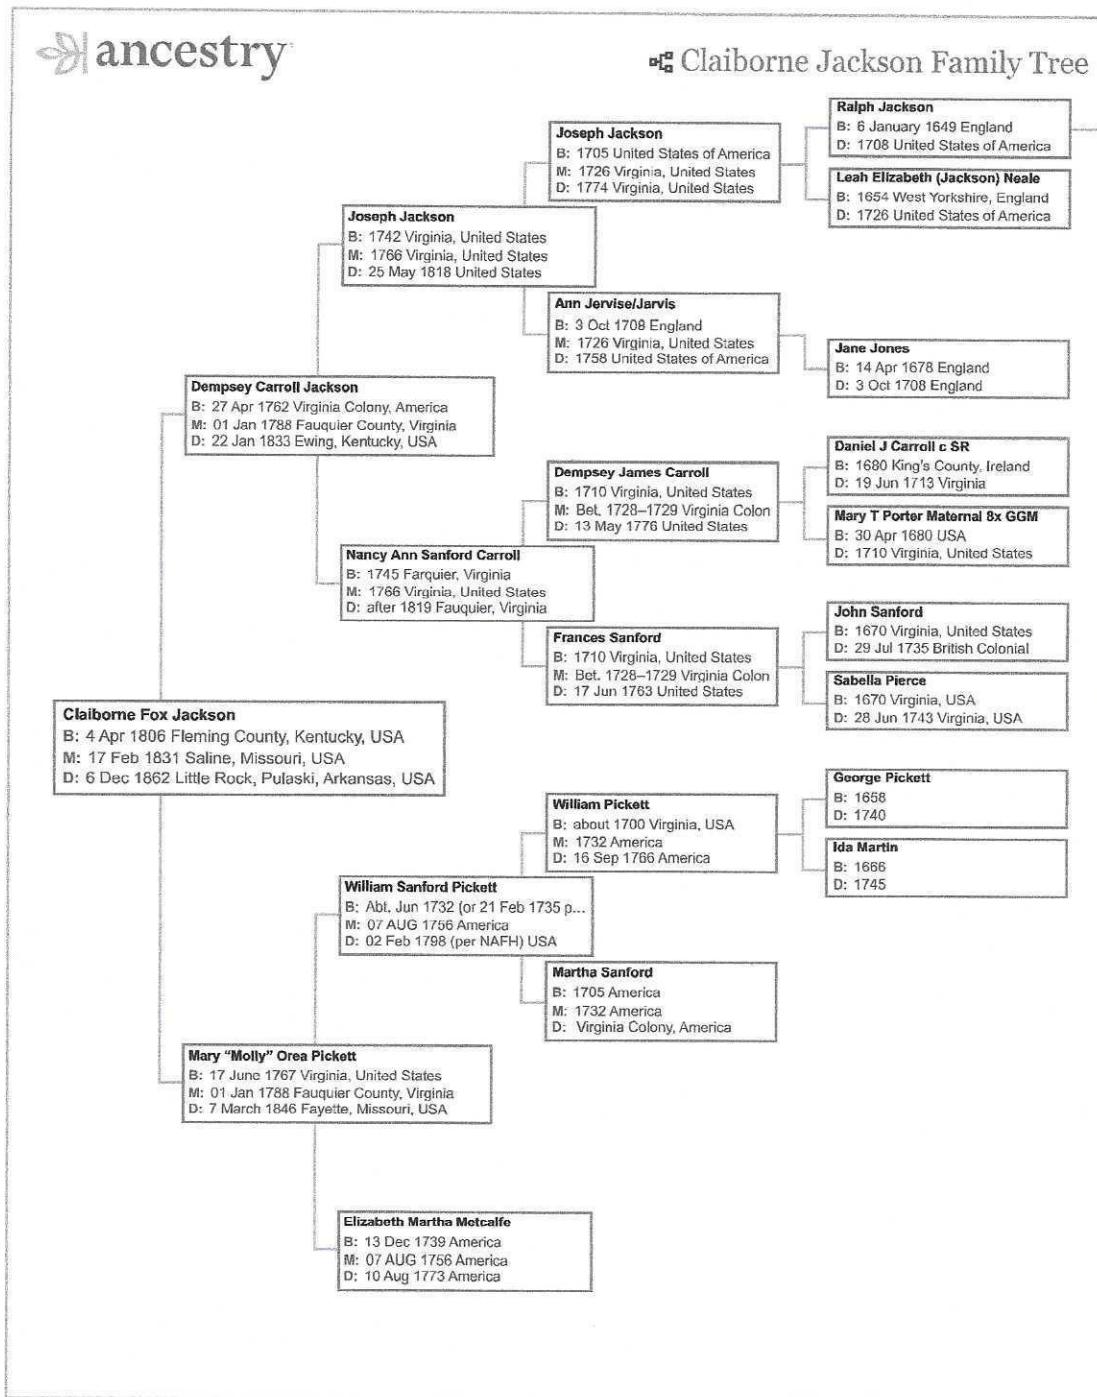 ancestry
Claiborne Jackson Family Tree
Ralph Jackson
B: 6 January 1649 England
D: 1708 United States of America
Joseph Jackson
B: 1705 United States of America
M: 1726 Virginia, United States
D: 1774 Virginia, United States
Leah Elizabeth (Jackson) Neale
B: 1654 West Yorkshire, England
D: 1726 United States of America
Joseph Jackson
B: 1742 Virginia, United States
M: 1766 Virginia, United States
D: 25 May 1818 United States
Ann Jervise/Jarvis
B: 3 Oct 1708 England
M: 1726 Virginia, United States
D: 1758 United States of America
Jane Jones
B: 14 Apr 1678 England
D: 3 Oct 1708 England
Dempsey Carroll Jackson
B: 27 Apr 1762 Virginia Colony, America
M: 01 Jan 1788 Fauquier County, Virginia
D: 22 Jan 1833 Ewing, Kentucky, USA
Daniel J Carroll c SR
B: 1680 King's County, Ireland
D: 19 Jun 1713 Virginia
Dempsey James Carroll
B: 1710 Virginia, United States
M: Bet. 1728–1729 Virginia Colon
D: 13 May 1776 United States
Mary T Porter Maternal 8x GGM
B: 30 Apr 1680 USA
D: 1710 Virginia, United States
Nancy Ann Sanford Carroll
B: 1745 Farquier, Virginia
M: 1766 Virginia, United States
D: after 1819 Fauquier, Virginia
John Sanford
B: 1670 Virginia, United States
D: 29 Jul 1735 British Colonial
Frances Sanford
B: 1710 Virginia, United States
M: Bet. 1728–1729 Virginia Colon
D: 17 Jun 1763 United States
Sabella Pierce
B: 1670 Virginia, USA
D: 28 Jun 1743 Virginia, USA
Claiborne Fox Jackson
B: 4 Apr 1806 Fleming County, Kentucky, USA
M: 17 Feb 1831 Saline, Missouri, USA
D: 6 Dec 1862 Little Rock, Pulaski, Arkansas, USA
George Pickett
B: 1658
D: 1740
William Pickett
B: about 1700 Virginia, USA
M: 1732 America
D: 16 Sep 1766 America
Ida Martin
B: 1666
D: 1745
William Sanford Pickett
B: Abt. Jun 1732 (or 21 Feb 1735 p...
M: 07 AUG 1756 America
D: 02 Feb 1798 (per NAFH) USA
Martha Sanford
B: 1705 America
M: 1732 America
D: Virginia Colony, America
Mary “Molly” Orea Pickett
B: 17 June 1767 Virginia, United States
M: 01 Jan 1788 Fauquier County, Virginia
D: 7 March 1846 Fayette, Missouri, USA
Elizabeth Martha Metcalfe
B: 13 Dec 1739 America
M: 07 AUG 1756 America
D: 10 Aug 1773 America